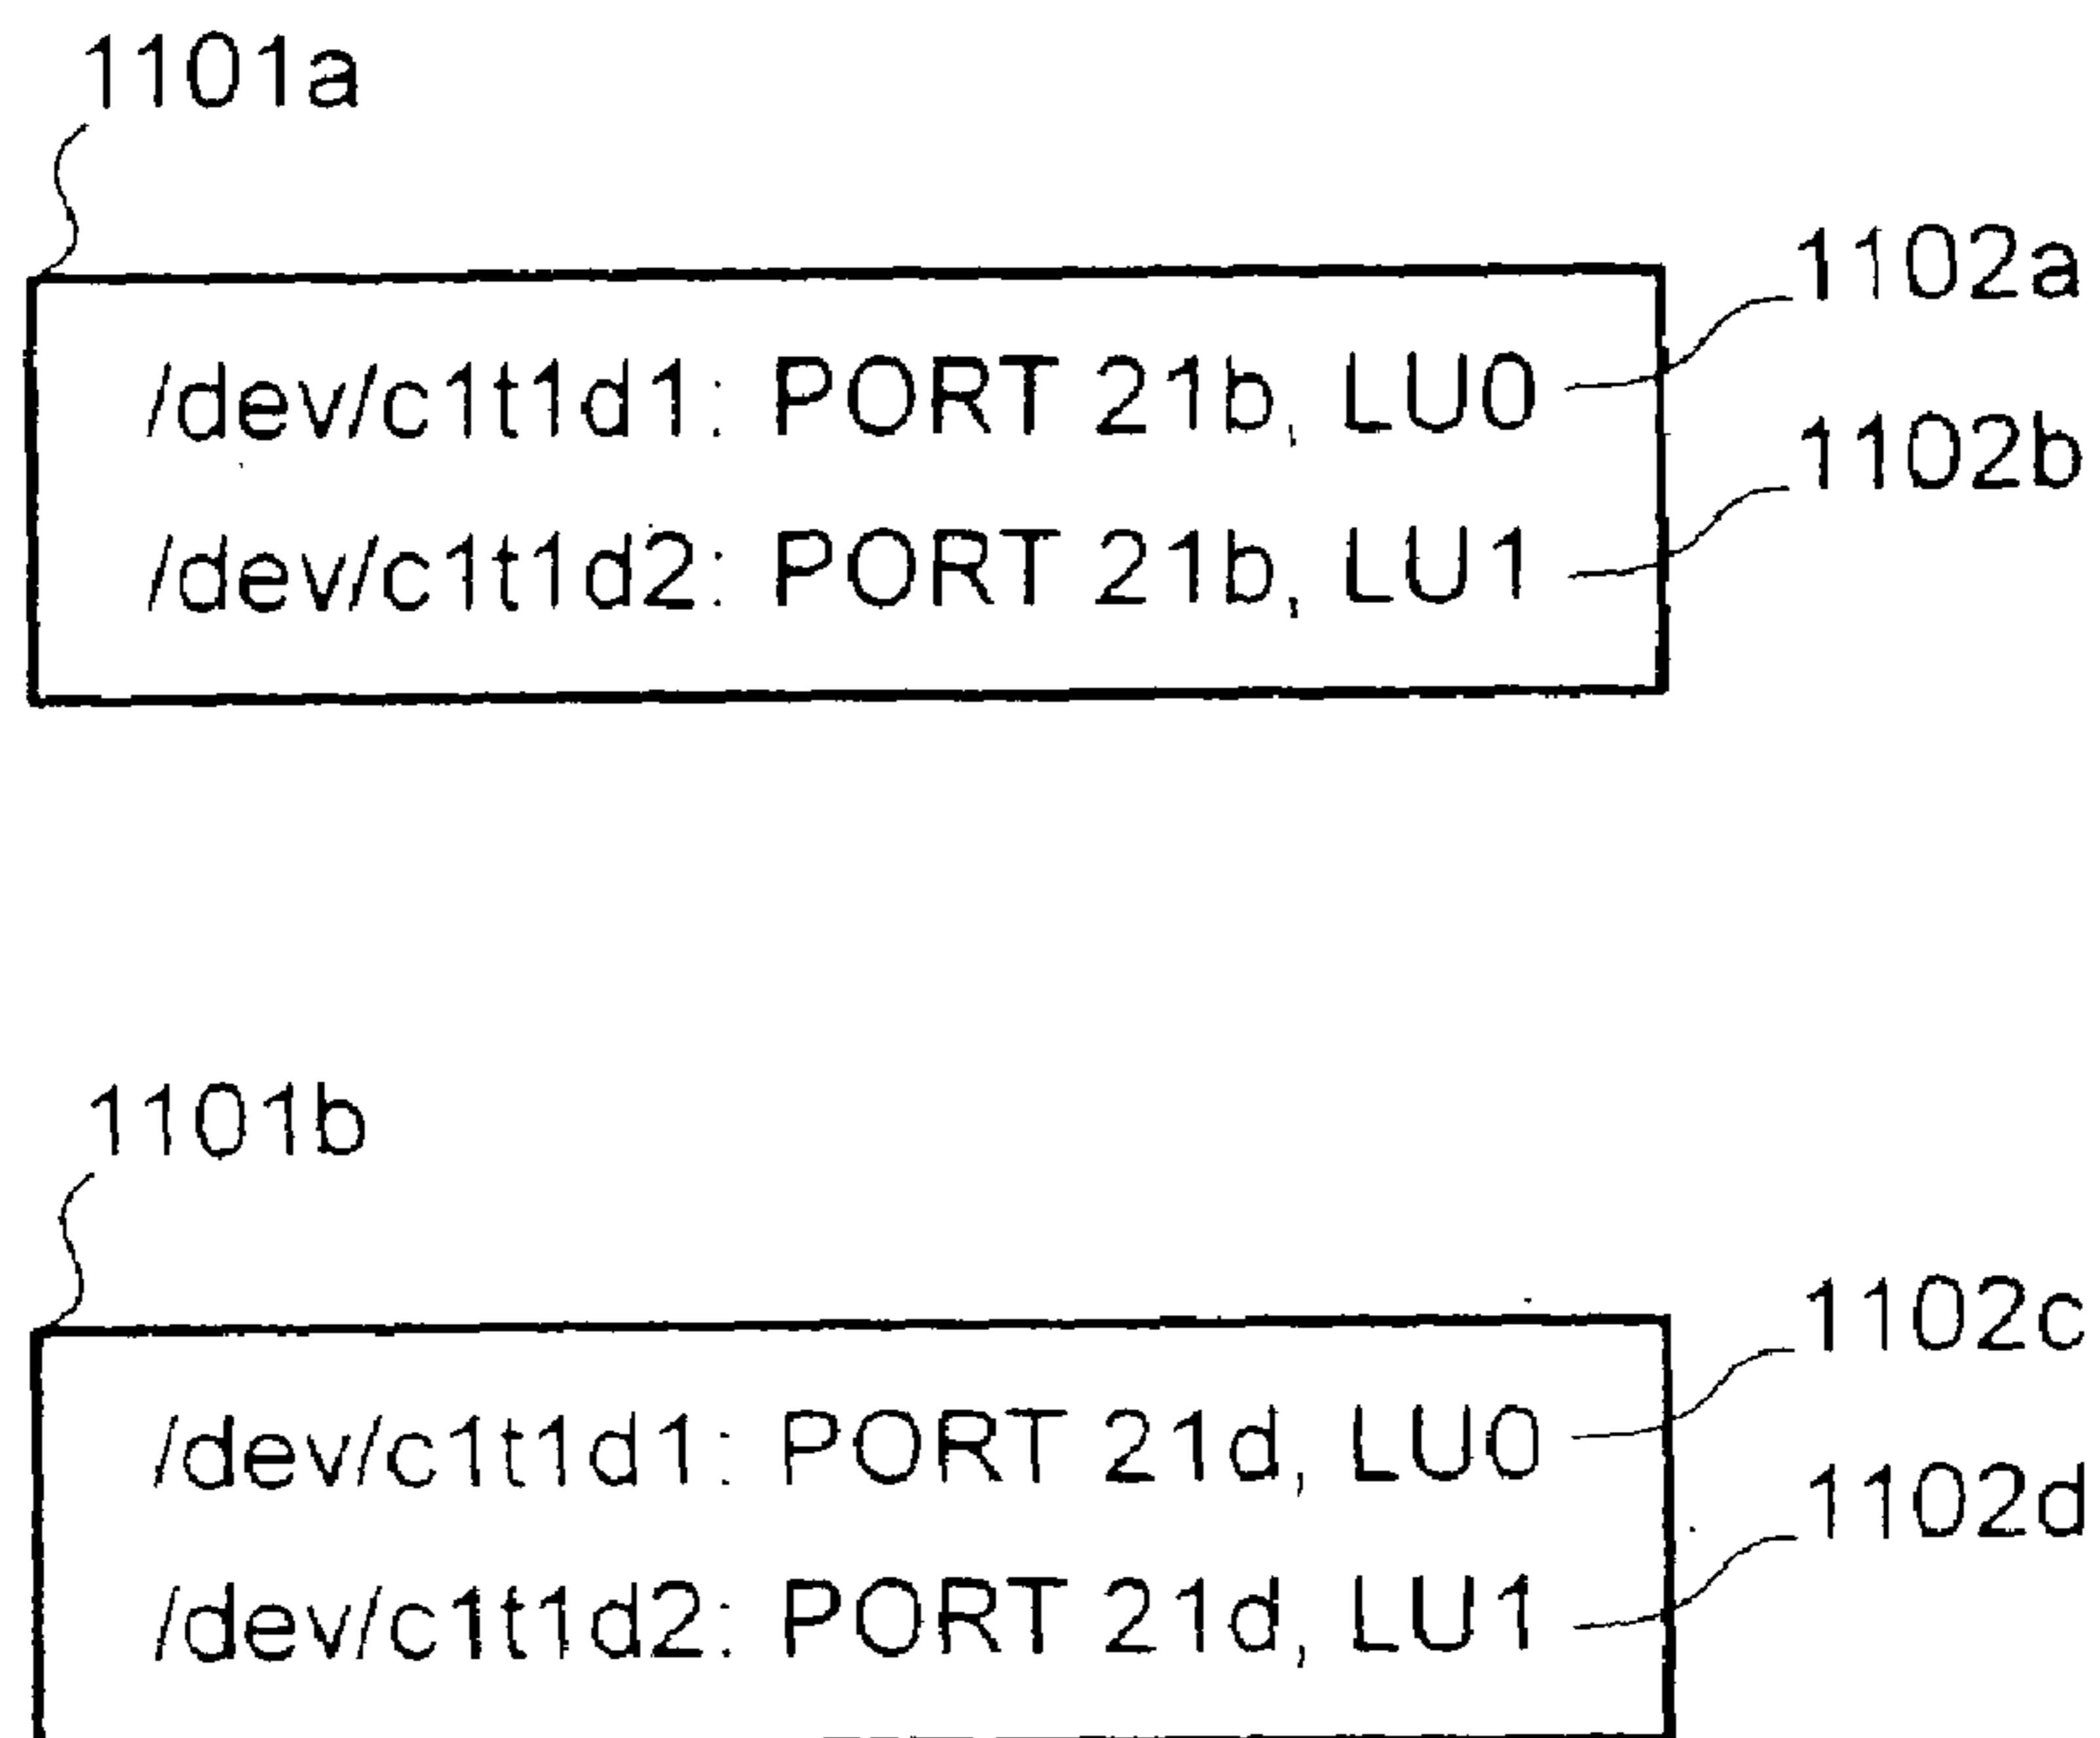 1101a
1102a
/dev/c1t1d1: PORT 21b, LU0
1102b
/dev/c1t1d2: PORT 21b, LU1
1101b
1102c
/dev/c1t1d1: PORT 21d, LU0
1102d
/dev/c1t1d2: PORT 21d, LU1